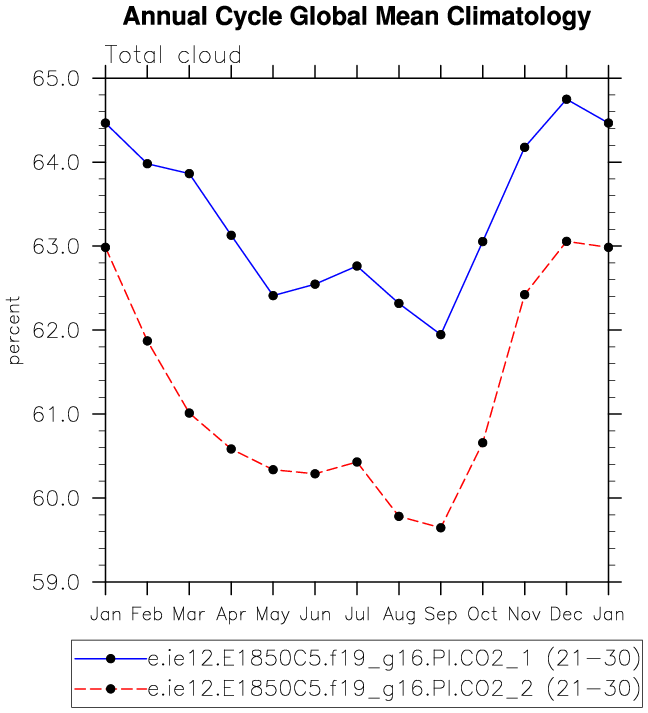 Annual Cycle Global Mean Climatology
Total cloud
65.0
64.0
63.0
62.0
61.0
60.0
59.0
percent
Jan Feb Mar Apr May Jun Jul Aug Sep Oct Nov Dec Jan
e.ie12.E1850C5.f19_g16.PI.CO2_1 (21-30)
e.ie12.E1850C5.f19_g16.PI.CO2_2 (21-30)